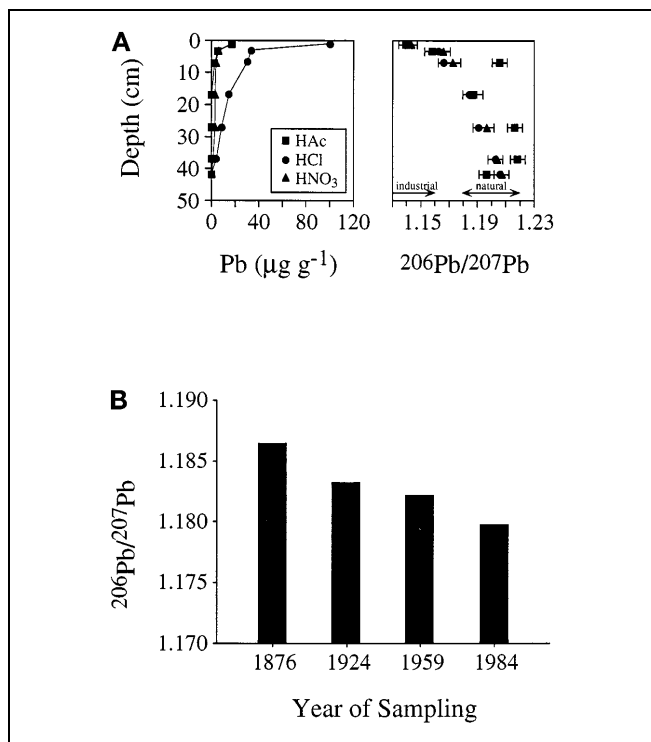 A
Depth (cm)
0
10
20
30
40
50
HAc
HCl
HNO₃
0 40 80 120
Pb (µg g⁻¹)
industrial natural
1.15 1.19 1.23
²⁰⁶Pb/²⁰⁷Pb
B
²⁰⁶Pb/²⁰⁷Pb
1.190
1.185
1.180
1.175
1.170
1876 1924 1959 1984
Year of Sampling